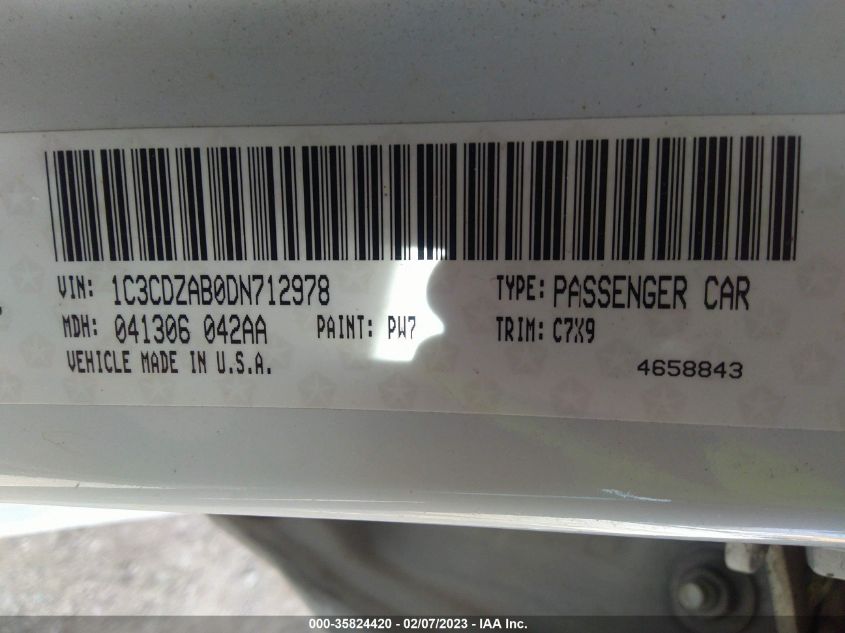 VIN: 1C3CDZAB0DN712978 TYPE: PASSENGER CAR
MDH: 041306 042AA PAINT: PW7 TRIM: C7X9
VEHICLE MADE IN U.S.A. 4658843
000-35824420 - 02/07/2023 - IAA Inc.